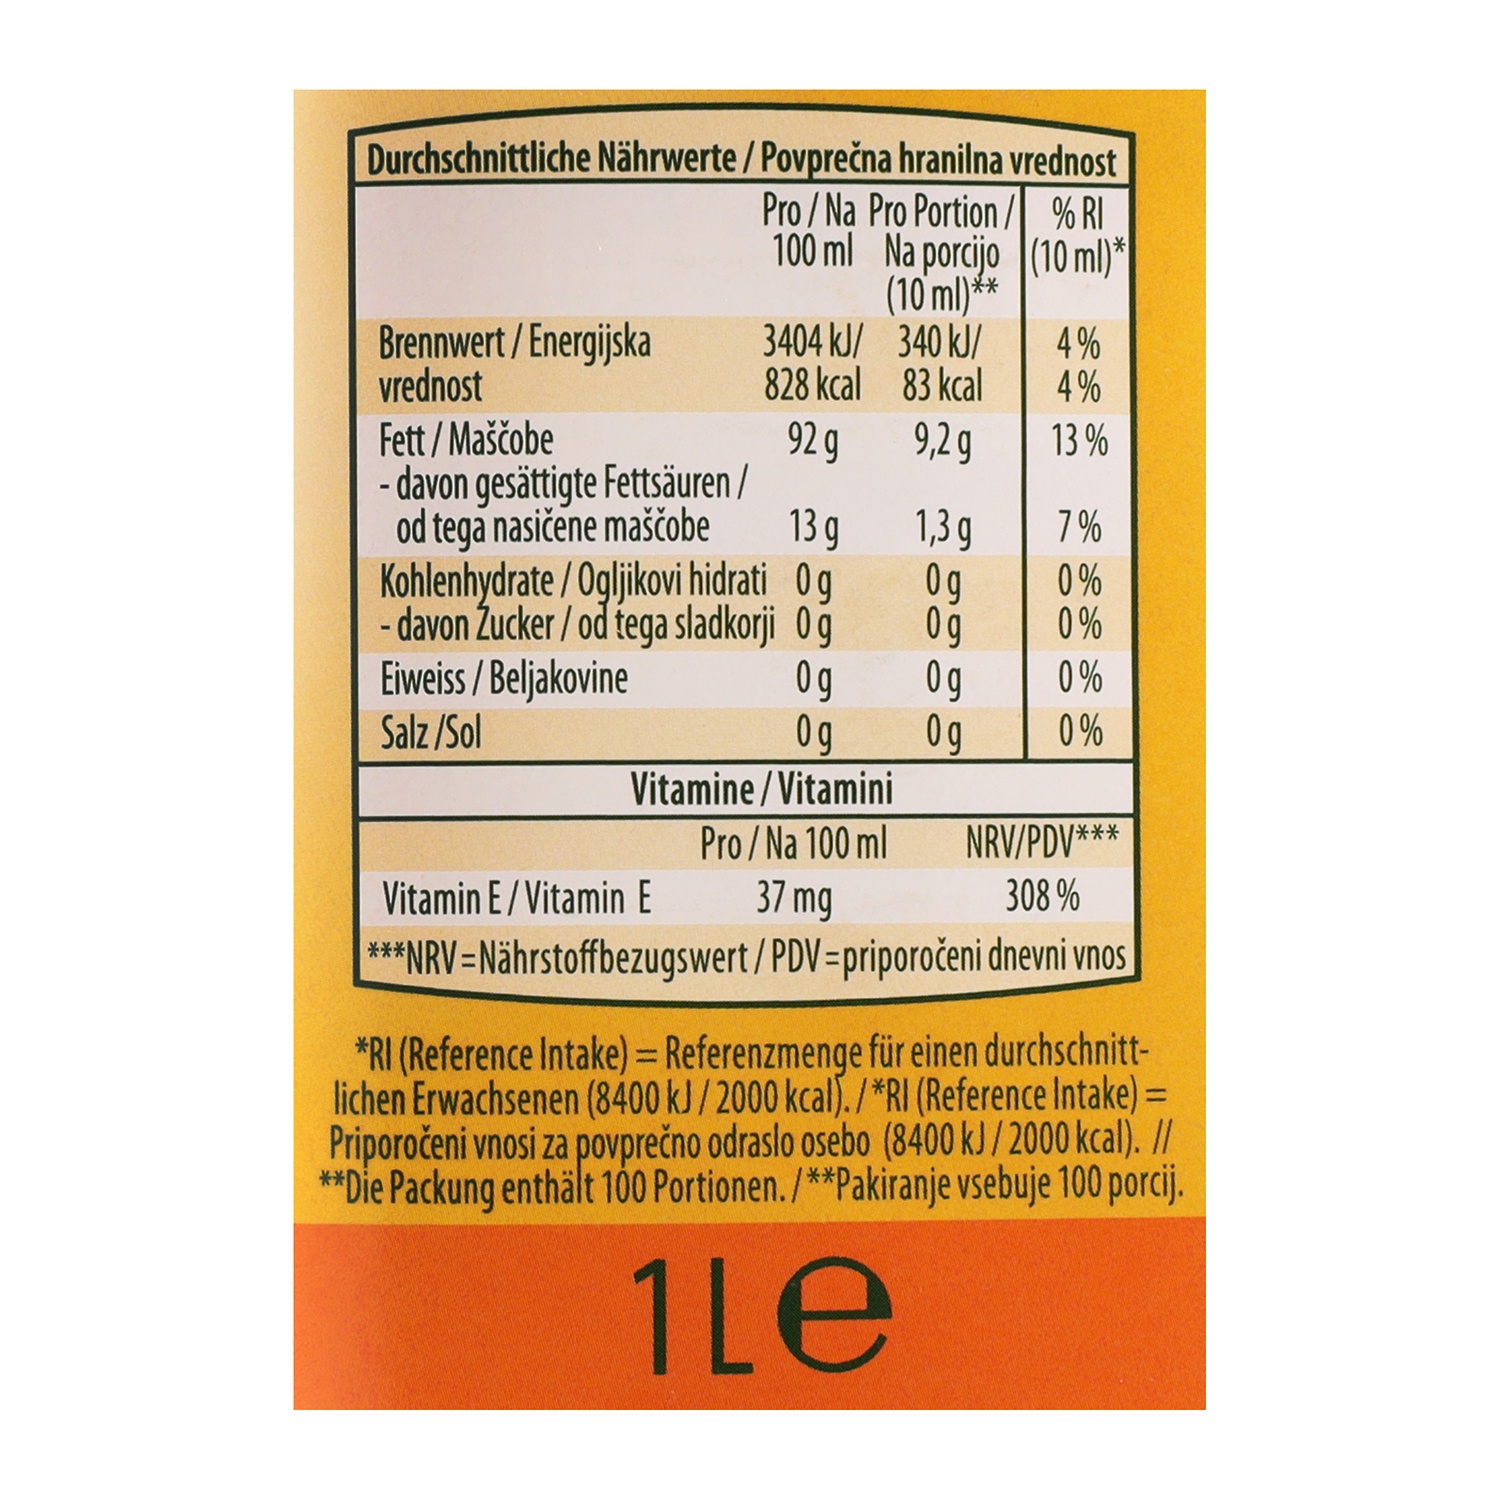 Durchschnittliche Nährwerte / Povprečna hranilna vrednost
Pro / Na Pro Portion / % RI
100 ml Na porcijo (10 ml)*
(10 ml)**
Brennwert / Energijska 3404 kJ/ 340 kJ/ 4 %
vrednost 828 kcal 83 kcal 4 %
Fett / Maščobe 92 g 9,2 g 13 %
- davon gesättigte Fettsäuren /
od tega nasičene maščobe 13 g 1,3 g 7 %
Kohlenhydrate / Ogljikovi hidrati 0 g 0 g 0 %
- davon Zucker / od tega sladkorji 0 g 0 g 0 %
Eiweiss / Beljakovine 0 g 0 g 0 %
Salz /Sol 0 g 0 g 0 %
Vitamine / Vitamini
Pro / Na 100 ml NRV/PDV***
Vitamin E / Vitamin E 37 mg 308 %
***NRV=Nährstoffbezugswert / PDV=priporočeni dnevni vnos
*RI (Reference Intake) = Referenzmenge für einen durchschnitt-
lichen Erwachsenen (8400 kJ / 2000 kcal). / *RI (Reference Intake) =
Priporočeni vnosi za povprečno odraslo osebo (8400 kJ / 2000 kcal). //
**Die Packung enthält 100 Portionen. / **Pakiranje vsebuje 100 porcij.
1L e